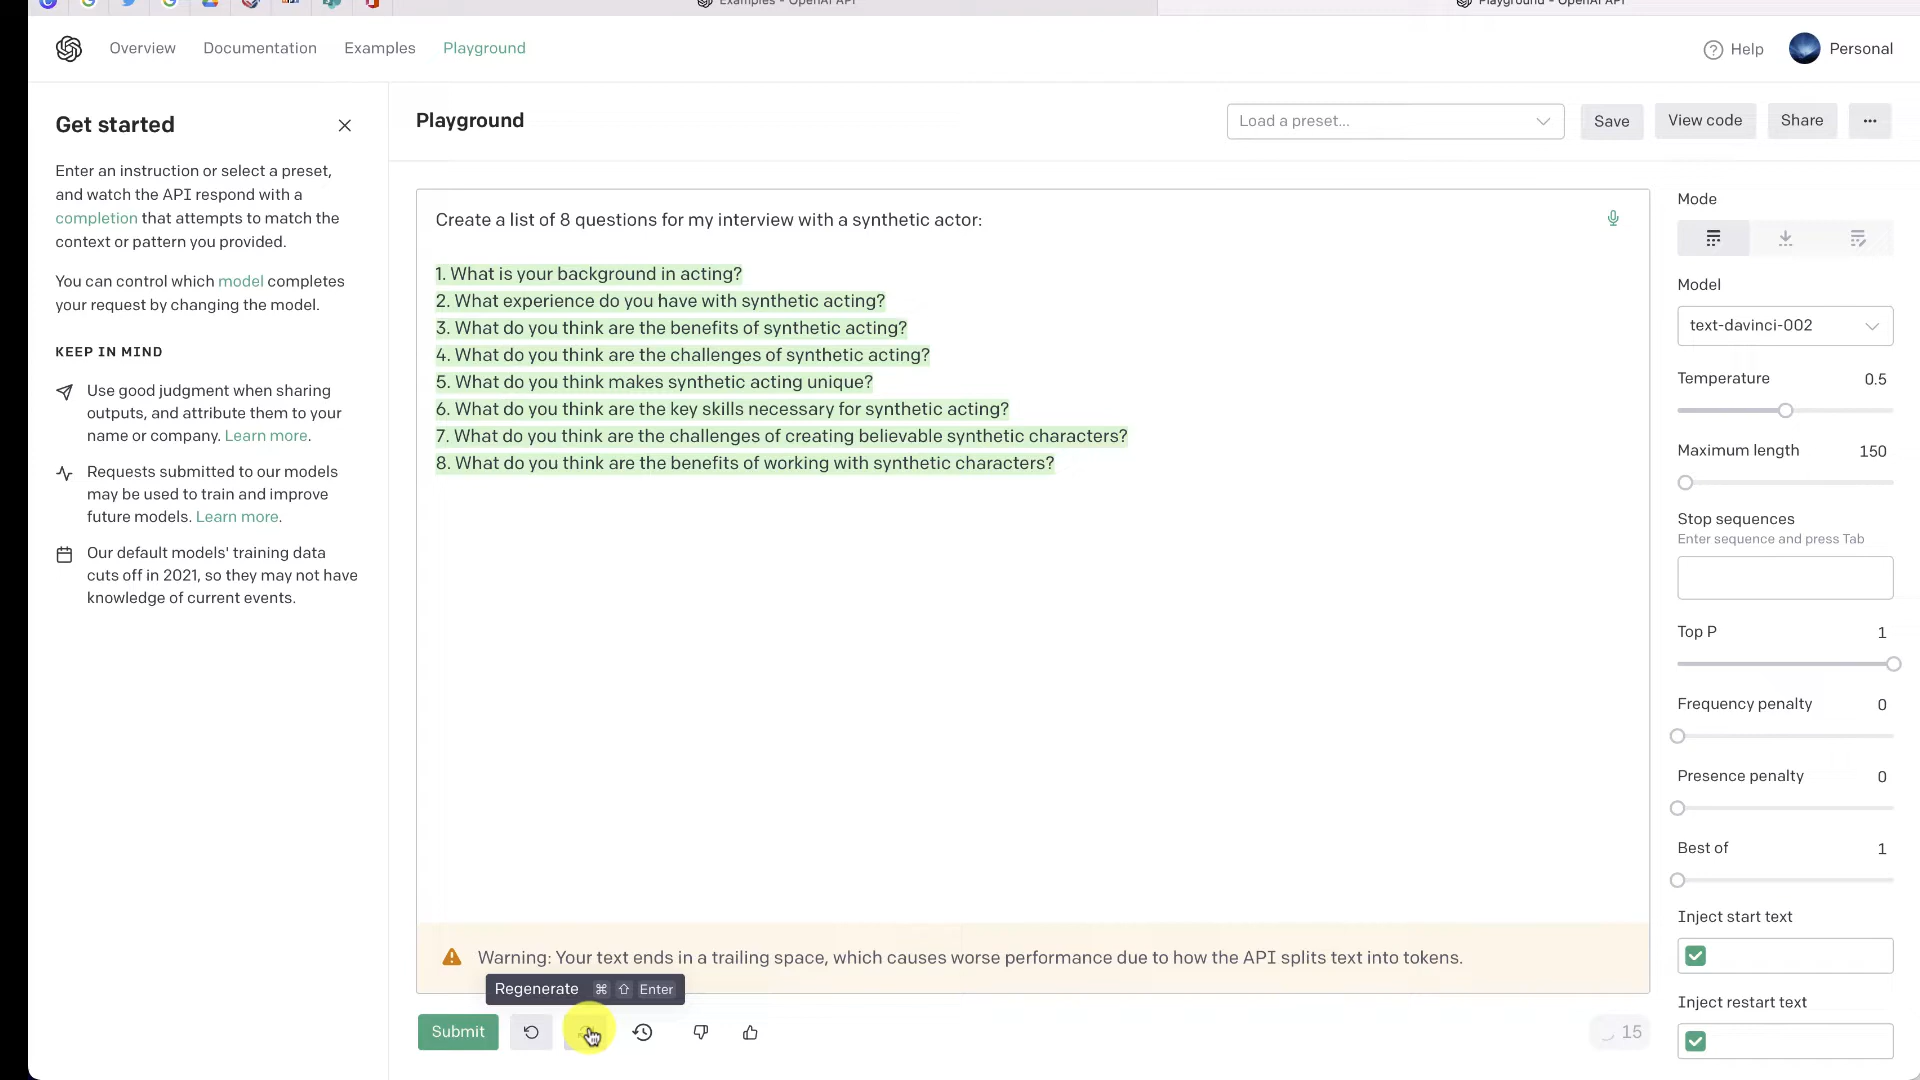 Examples - OpenAI API
Playground - OpenAI API
Overview
Documentation
Examples
Playground
Help
Personal
Get started
Enter an instruction or select a preset,
and watch the API respond with a
completion that attempts to match the
context or pattern you provided.
You can control which model completes
your request by changing the model.
KEEP IN MIND
Use good judgment when sharing
outputs, and attribute them to your
name or company. Learn more.
Requests submitted to our models
may be used to train and improve
future models. Learn more.
Our default models' training data
cuts off in 2021, so they may not have
knowledge of current events.
Playground
Load a preset...
Save
View code
Share
Create a list of 8 questions for my interview with a synthetic actor:
1. What is your background in acting?
2. What experience do you have with synthetic acting?
3. What do you think are the benefits of synthetic acting?
4. What do you think are the challenges of synthetic acting?
5. What do you think makes synthetic acting unique?
6. What do you think are the key skills necessary for synthetic acting?
7. What do you think are the challenges of creating believable synthetic characters?
8. What do you think are the benefits of working with synthetic characters?
Warning: Your text ends in a trailing space, which causes worse performance due to how the API splits text into tokens.
Regenerate ⌘ ⇧ Enter
Submit
15
Mode
Model
text-davinci-002
Temperature 0.5
Maximum length 150
Stop sequences
Enter sequence and press Tab
Top P 1
Frequency penalty 0
Presence penalty 0
Best of 1
Inject start text
Inject restart text